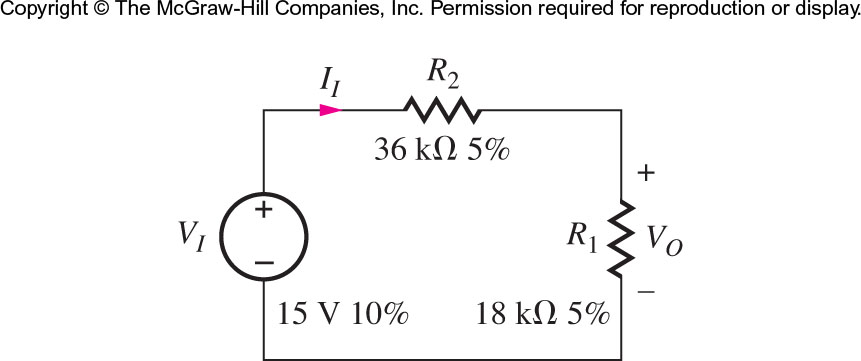 Copyright © The McGraw-Hill Companies, Inc. Permission required for reproduction or display.
I_I
R_2
36 kΩ 5%
+
V_I
+
−
R_1
V_O
−
15 V 10%
18 kΩ 5%